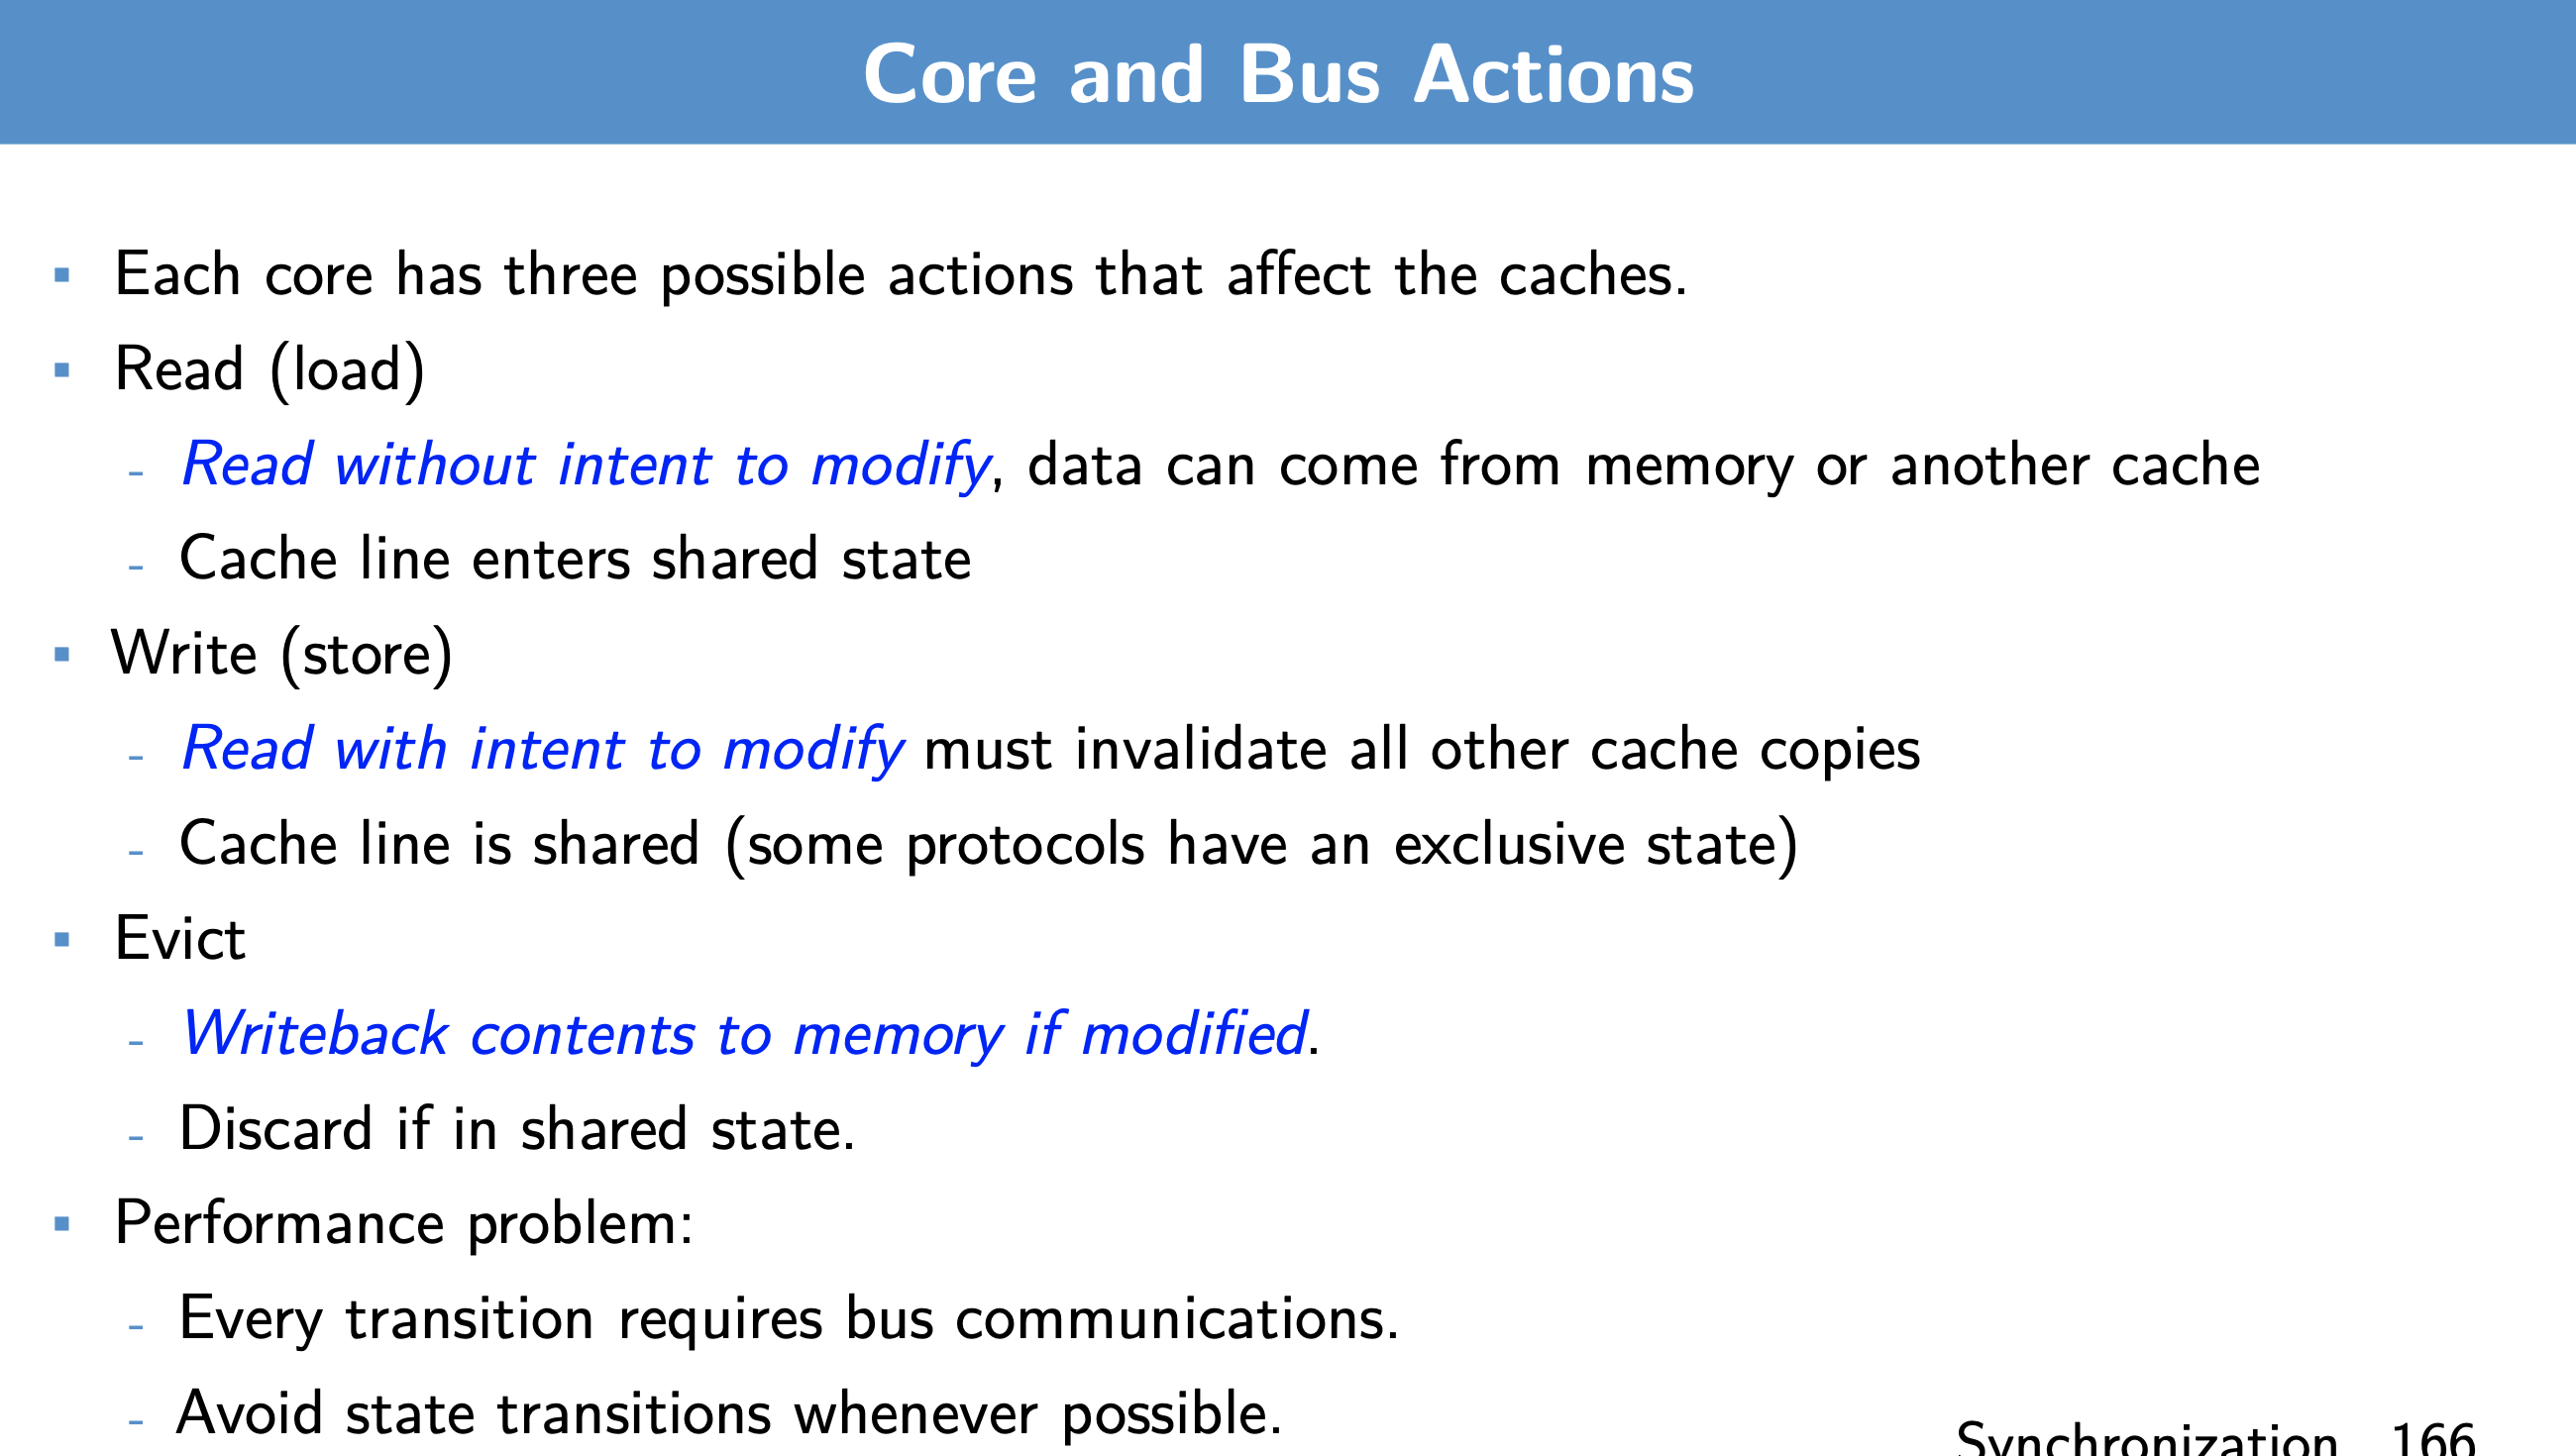 Core and Bus Actions
▪ Each core has three possible actions that affect the caches.
▪ Read (load)
- Read without intent to modify, data can come from memory or another cache
- Cache line enters shared state
▪ Write (store)
- Read with intent to modify must invalidate all other cache copies
- Cache line is shared (some protocols have an exclusive state)
▪ Evict
- Writeback contents to memory if modified.
- Discard if in shared state.
▪ Performance problem:
- Every transition requires bus communications.
- Avoid state transitions whenever possible.
Synchronization 166